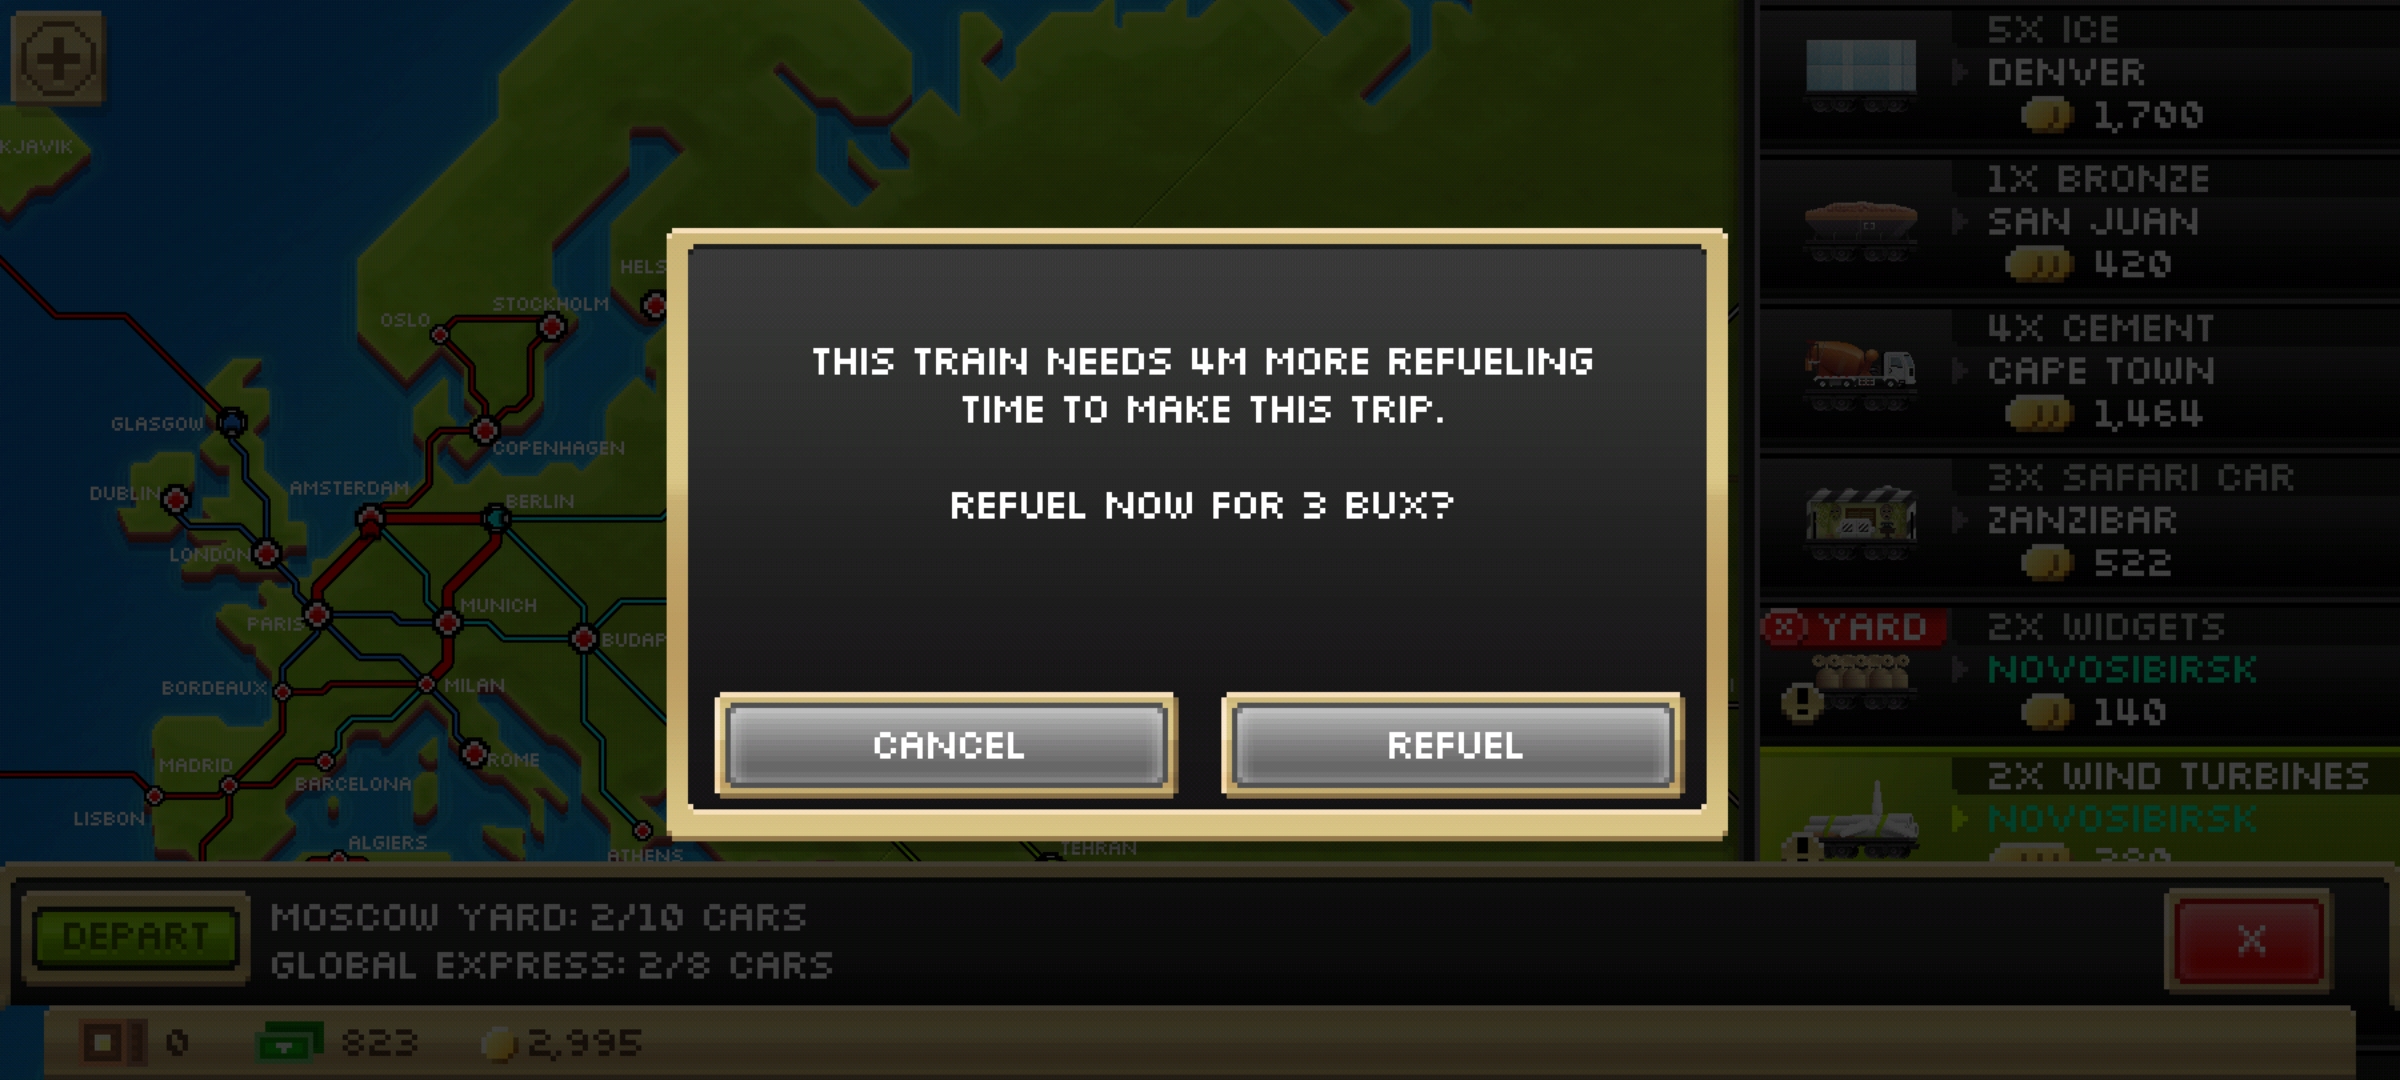 THIS TRAIN NEEDS 4M MORE REFUELING
TIME TO MAKE THIS TRIP.
REFUEL NOW FOR 3 BUX?
CANCEL
REFUEL
KJAVIK
OSLO
STOCKHOLM
HELS
GLASGOW
COPENHAGEN
DUBLIN
AMSTERDAM
BERLIN
LONDON
PARIS
MUNICH
BUDAP
BORDEAUX
MILAN
MADRID
BARCELONA
ROME
LISBON
ALGIERS
ATHENS
TEHRAN
5X ICE
DENVER
1,700
1X BRONZE
SAN JUAN
420
4X CEMENT
CAPE TOWN
1,464
3X SAFARI CAR
ZANZIBAR
522
X YARD
2X WIDGETS
NOVOSIBIRSK
140
2X WIND TURBINES
NOVOSIBIRSK
DEPART
MOSCOW YARD: 2/10 CARS
GLOBAL EXPRESS: 2/8 CARS
X
0
823
2,995